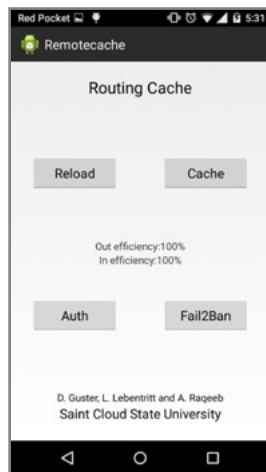 Red Pocket 5:31
Remotecache
Routing Cache
Reload Cache
Out efficiency:100%
In efficiency:100%
Auth Fail2Ban
D. Guster, L. Lebentritt and A. Raqeeb
Saint Cloud State University